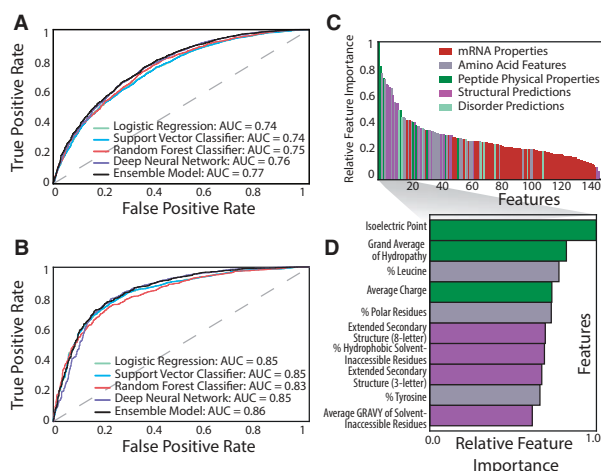 A
True Positive Rate
1
0.8
0.6
0.4
0.2
0
Logistic Regression: AUC = 0.74
Support Vector Classifier: AUC = 0.74
Random Forest Classifier: AUC = 0.75
Deep Neural Network: AUC = 0.76
Ensemble Model: AUC = 0.77
0 0.2 0.4 0.6 0.8 1
False Positive Rate
B
True Positive Rate
1
0.8
0.6
0.4
0.2
0
Logistic Regression: AUC = 0.85
Support Vector Classifier: AUC = 0.85
Random Forest Classifier: AUC = 0.83
Deep Neural Network: AUC = 0.85
Ensemble Model: AUC = 0.86
0 0.2 0.4 0.6 0.8 1
False Positive Rate
C
Relative Feature Importance
1
0.8
0.6
0.4
0.2
0
mRNA Properties
Amino Acid Features
Peptide Physical Properties
Structural Predictions
Disorder Predictions
20 40 60 80 100 120 140
Features
D
Isoelectric Point
Grand Average
of Hydropathy
% Leucine
Average Charge
% Polar Residues
Extended Secondary
Structure (8-letter)
% Hydrophobic Solvent-
Inaccessible Residues
Extended Secondary
Structure (3-letter)
% Tyrosine
Average GRAVY of Solvent-
Inaccessible Residues
Features
0.0 1.0
Relative Feature
Importance